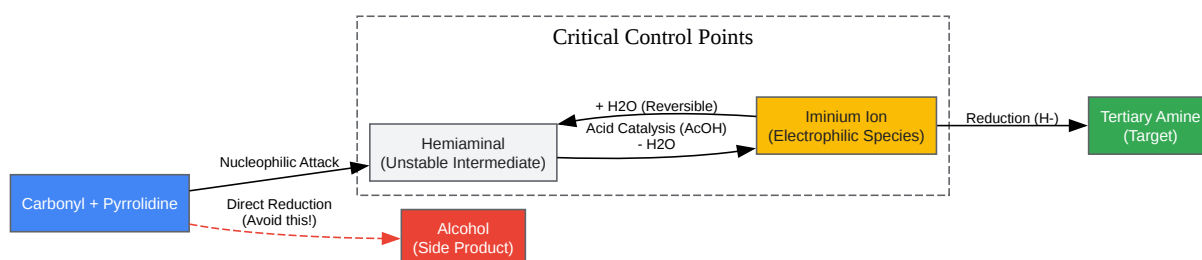 Critical Control Points
Carbonyl + Pyrrolidine
Nucleophilic Attack
Direct Reduction
(Avoid this!)
Hemiaminal
(Unstable Intermediate)
Alcohol
(Side Product)
+ H2O (Reversible)
Acid Catalysis (AcOH)
- H2O
Iminium Ion
(Electrophilic Species)
Reduction (H-)
Tertiary Amine
(Target)